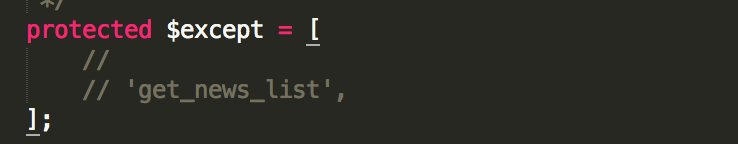 */
protected $except = [
//
// 'get_news_list',
];